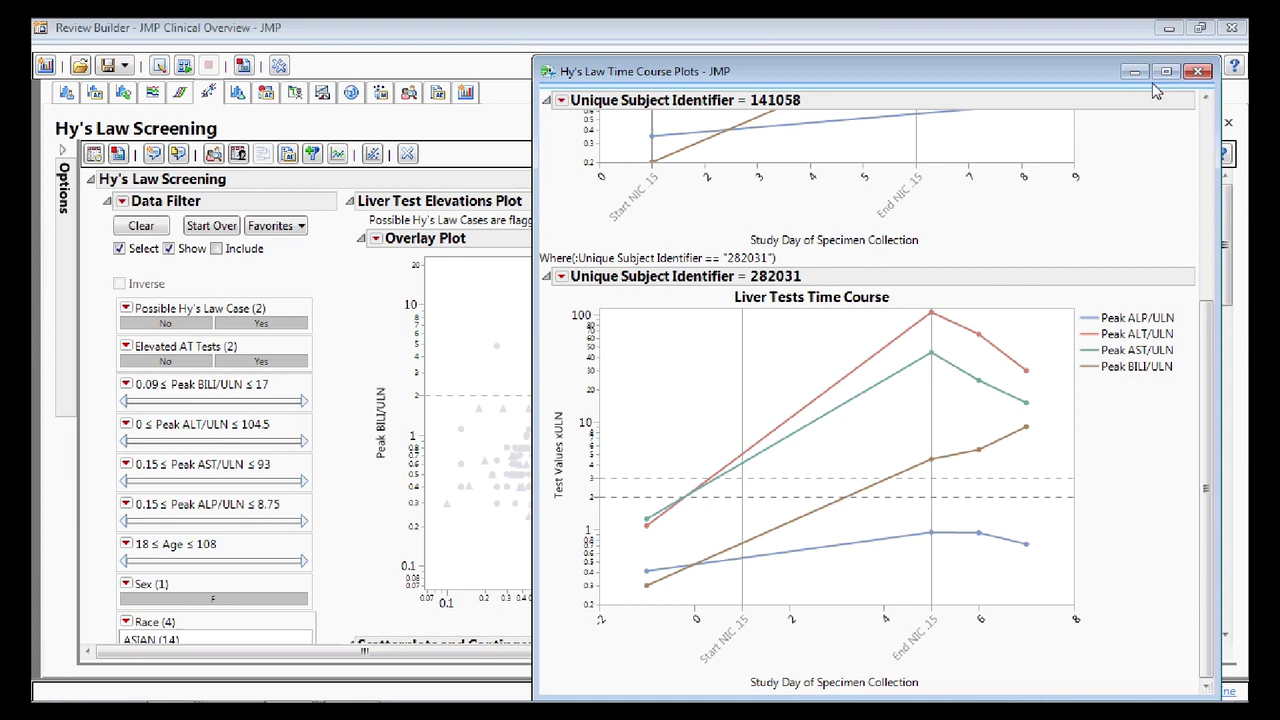 Review Builder - JMP Clinical Overview - JMP
Hy's Law Screening
Options
Hy's Law Screening
Data Filter
Clear
Start Over
Favorites
Select
Show
Include
Inverse
Possible Hy's Law Case (2)
No Yes
Elevated AT Tests (2)
No Yes
0.09 ≤ Peak BILI/ULN ≤ 17
0 ≤ Peak ALT/ULN ≤ 104.5
0.15 ≤ Peak AST/ULN ≤ 93
0.15 ≤ Peak ALP/ULN ≤ 8.75
18 ≤ Age ≤ 108
Sex (1)
F
Race (4)
ASIAN (14)
Liver Test Elevations Plot
Possible Hy's Law Cases are flagg
Overlay Plot
Peak BILI/ULN
20
10
5
4
3
2
1
0.5
0.4
0.3
0.2
0.1
0.07 0.1 0.2 0.3 0.4
Hy's Law Time Course Plots - JMP
Unique Subject Identifier = 141058
0.4
0.3
0.2
0 2 3 4 5 7 8 9
Start NIC .15
End NIC .15
Study Day of Specimen Collection
Where(:Unique Subject Identifier == "282031")
Unique Subject Identifier = 282031
Liver Tests Time Course
Test Values xULN
100
50
40
30
20
10
5
4
3
2
1
0.5
0.4
0.3
0.2
-2 0 2 4 6 8
Start NIC .15
End NIC .15
Study Day of Specimen Collection
Peak ALP/ULN
Peak ALT/ULN
Peak AST/ULN
Peak BILI/ULN
ne